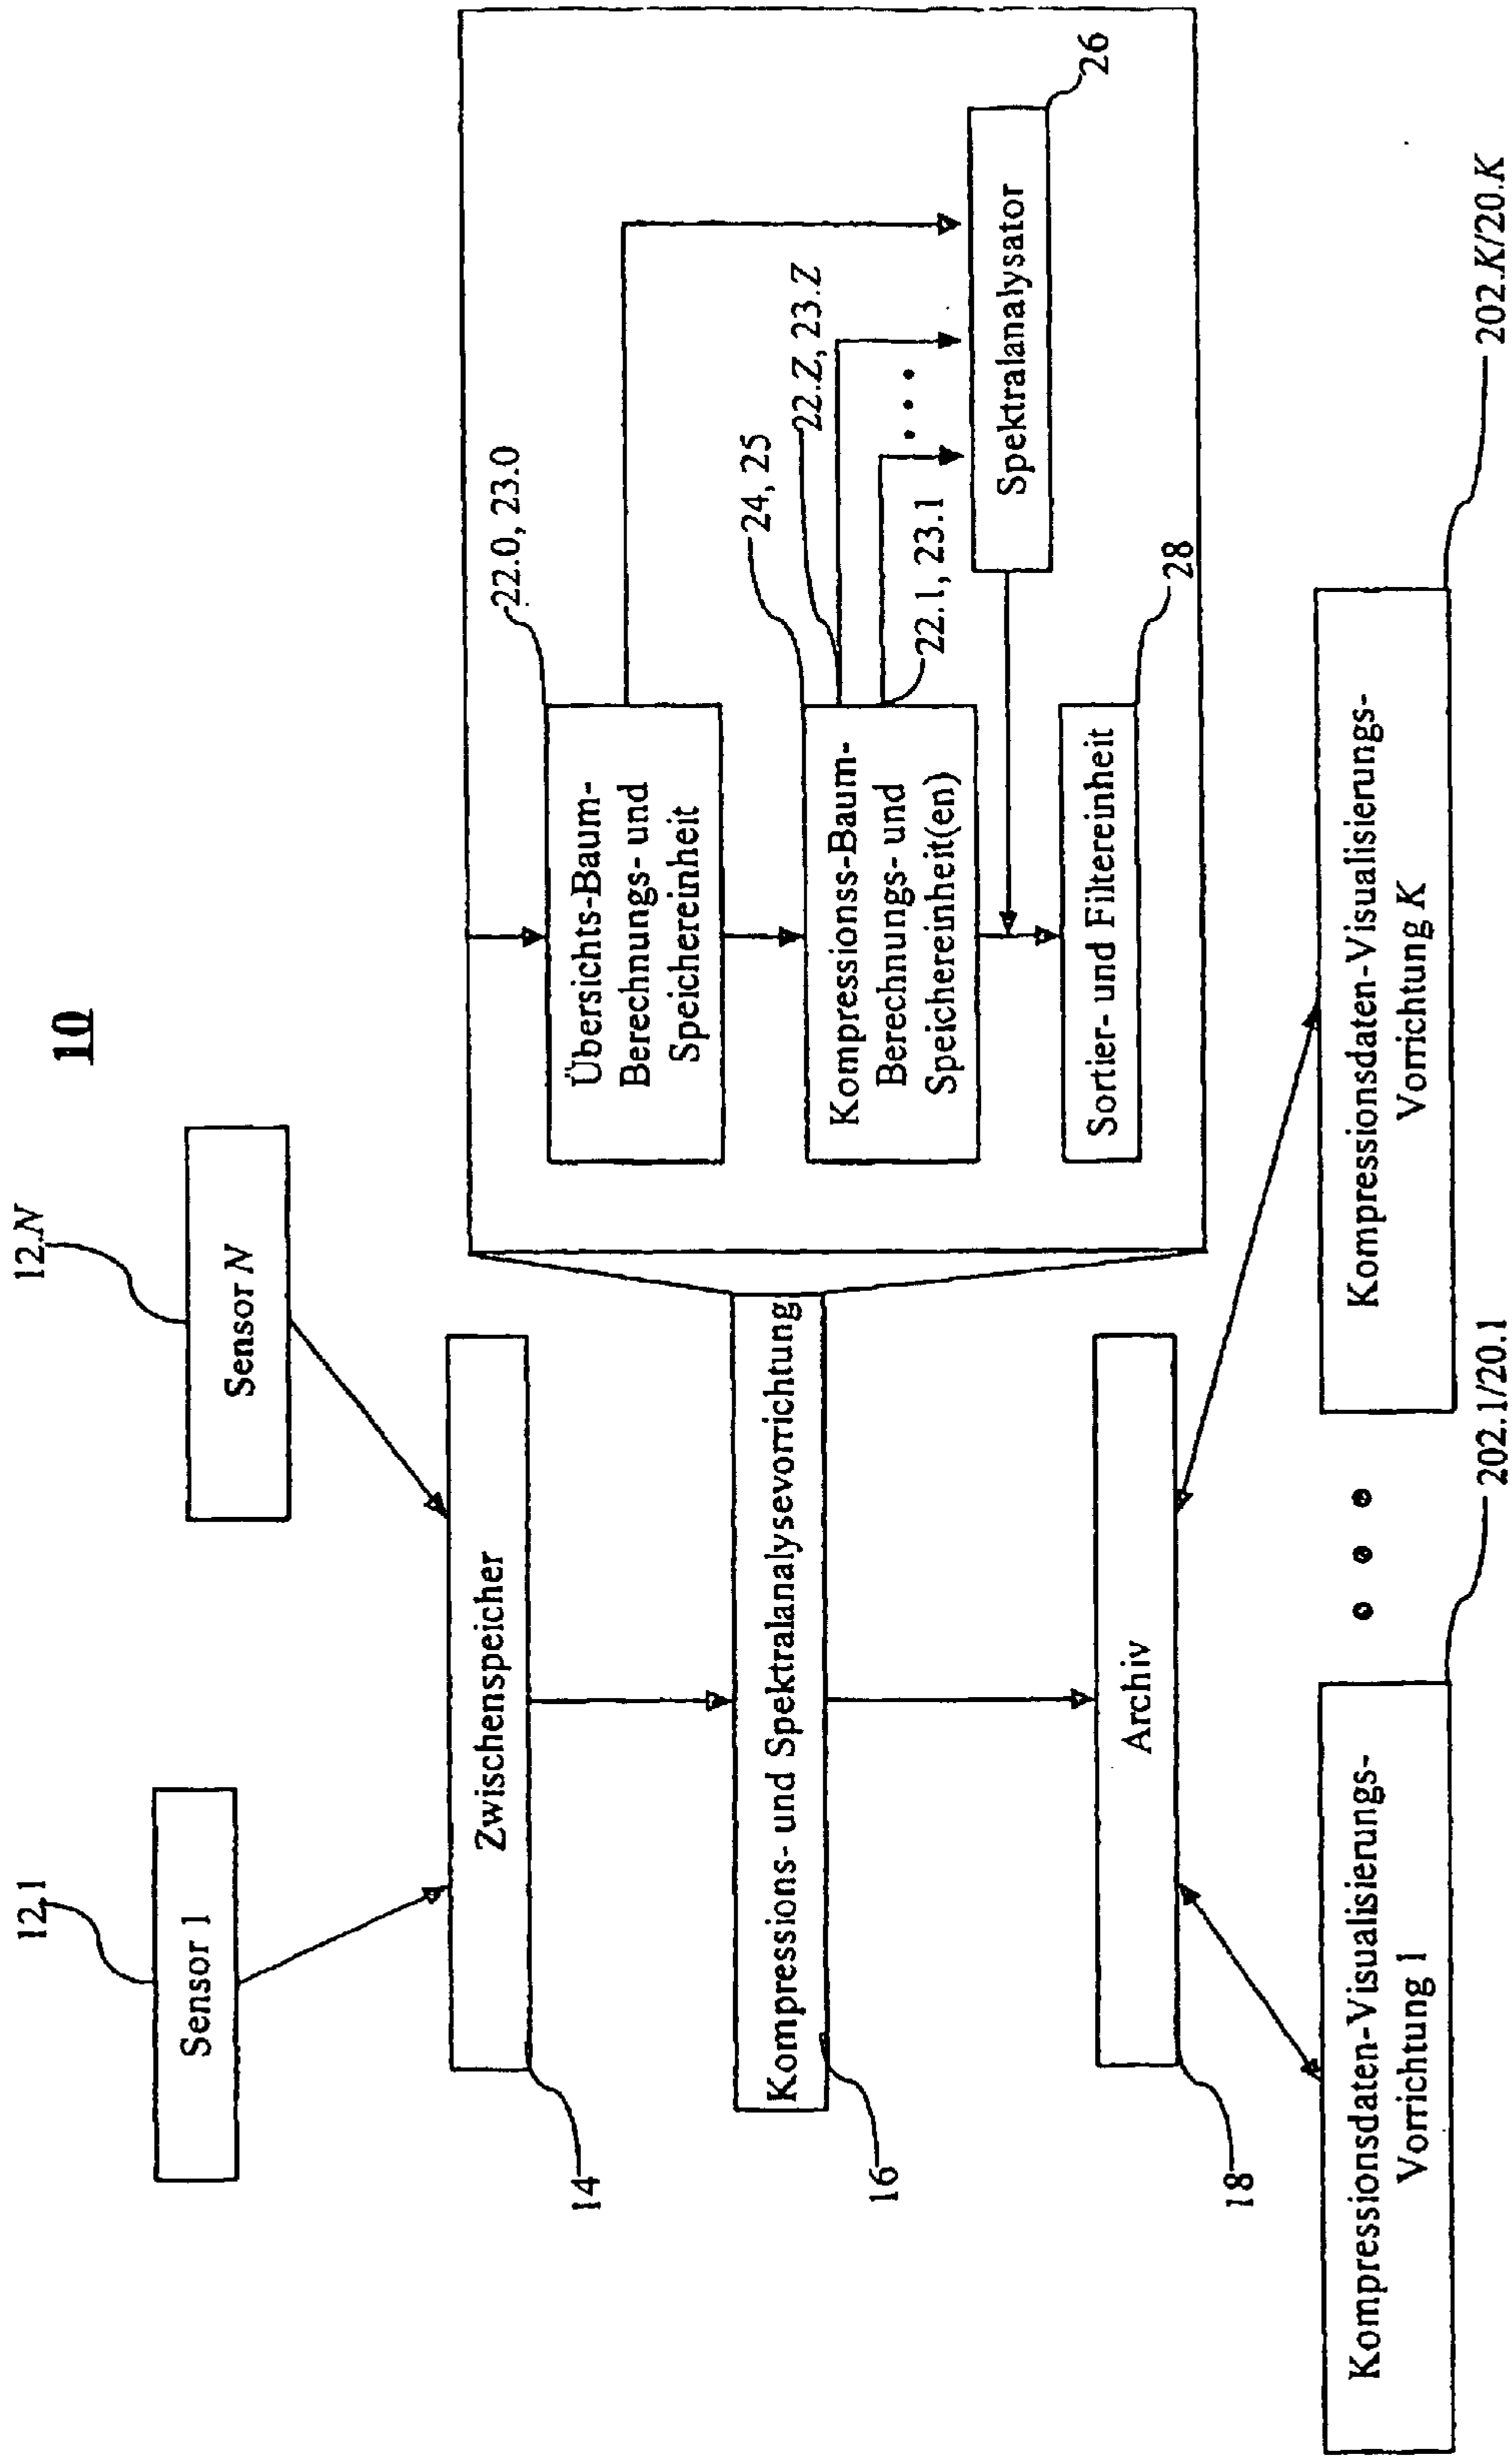 10
12.1
12.N
Sensor 1
Sensor N
Zwischenspeicher
14
Kompressions- und Spektralanalysevorrichtung
16
Archiv
18
Kompressionsdaten-Visualisierungs-
Vorrichtung 1
202.1/20.1
Kompressionsdaten-Visualisierungs-
Vorrichtung K
202.K/20.K
22.0, 23.0
Übersichts-Baum-
Berechnungs- und
Speichereinheit
24, 25
22.Z, 23.Z
Kompressionss-Baum-
Berechnungs- und
Speichereinheit(en)
22.1, 23.1
Spektralanalysator
26
Sortier- und Filtereinheit
28